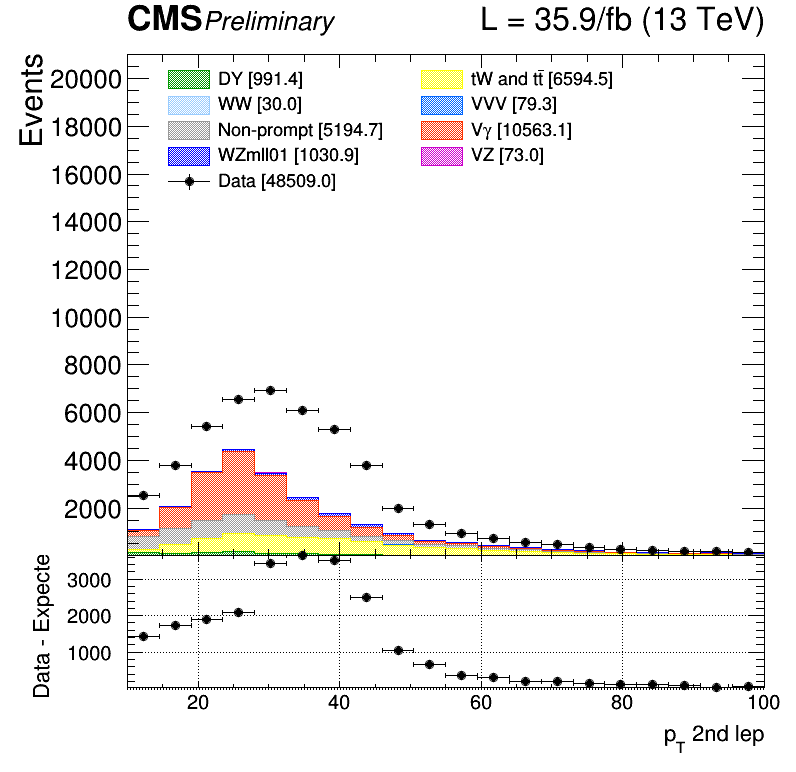 CMS Preliminary L = 35.9/fb (13 TeV)
Events
20000
18000
16000
14000
12000
10000
8000
6000
4000
2000
DY [991.4]
WW [30.0]
Non-prompt [5194.7]
WZmll01 [1030.9]
Data [48509.0]
tW and tt̄ [6594.5]
VVV [79.3]
Vγ [10563.1]
VZ [73.0]
Data - Expecte
3000
2000
1000
20 40 60 80 100
p_T 2nd lep